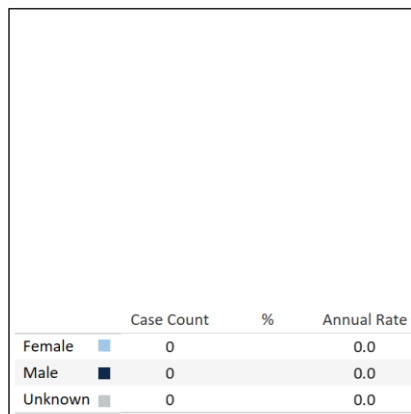 Case Count % Annual Rate
Female 0 0.0
Male 0 0.0
Unknown 0 0.0